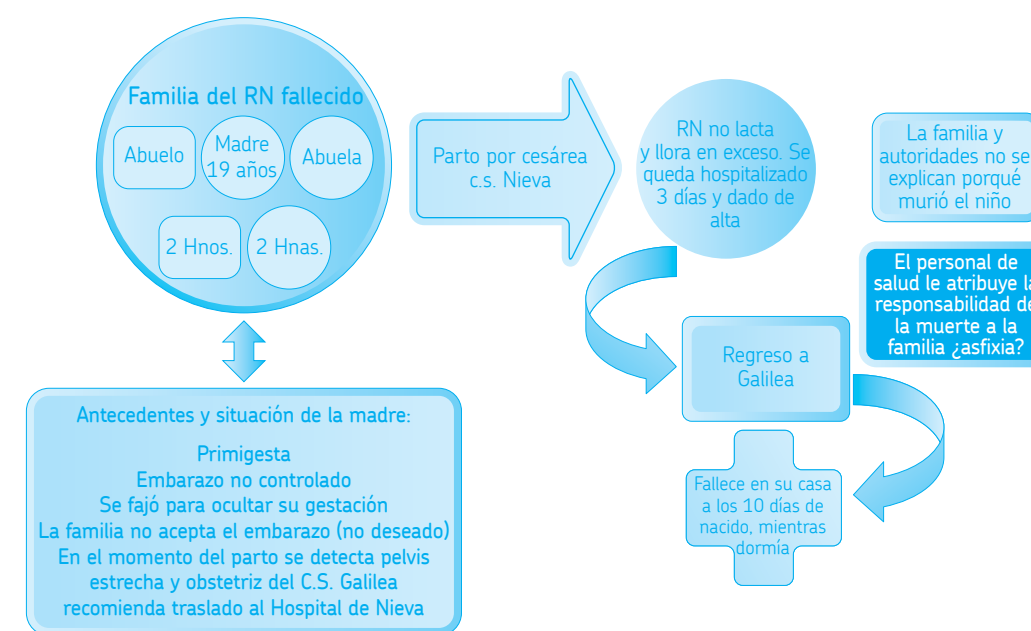 Familia del RN fallecido
Abuelo
Madre
19 años
Abuela
2 Hnos.
2 Hnas.
Antecedentes y situación de la madre:
Primigesta
Embarazo no controlado
Se fajó para ocultar su gestación
La familia no acepta el embarazo (no deseado)
En el momento del parto se detecta pelvis
estrecha y obstetriz del C.S. Galilea
recomienda traslado al Hospital de Nieva
Parto por cesárea
c.s. Nieva
RN no lacta
y llora en exceso. Se
queda hospitalizado
3 días y dado de
alta
Regreso a
Galilea
Fallece en su casa
a los 10 días de
nacido, mientras
dormía
La familia y
autoridades no se
explican porqué
murió el niño
El personal de
salud le atribuye la
responsabilidad de
la muerte a la
familia ¿asfixia?